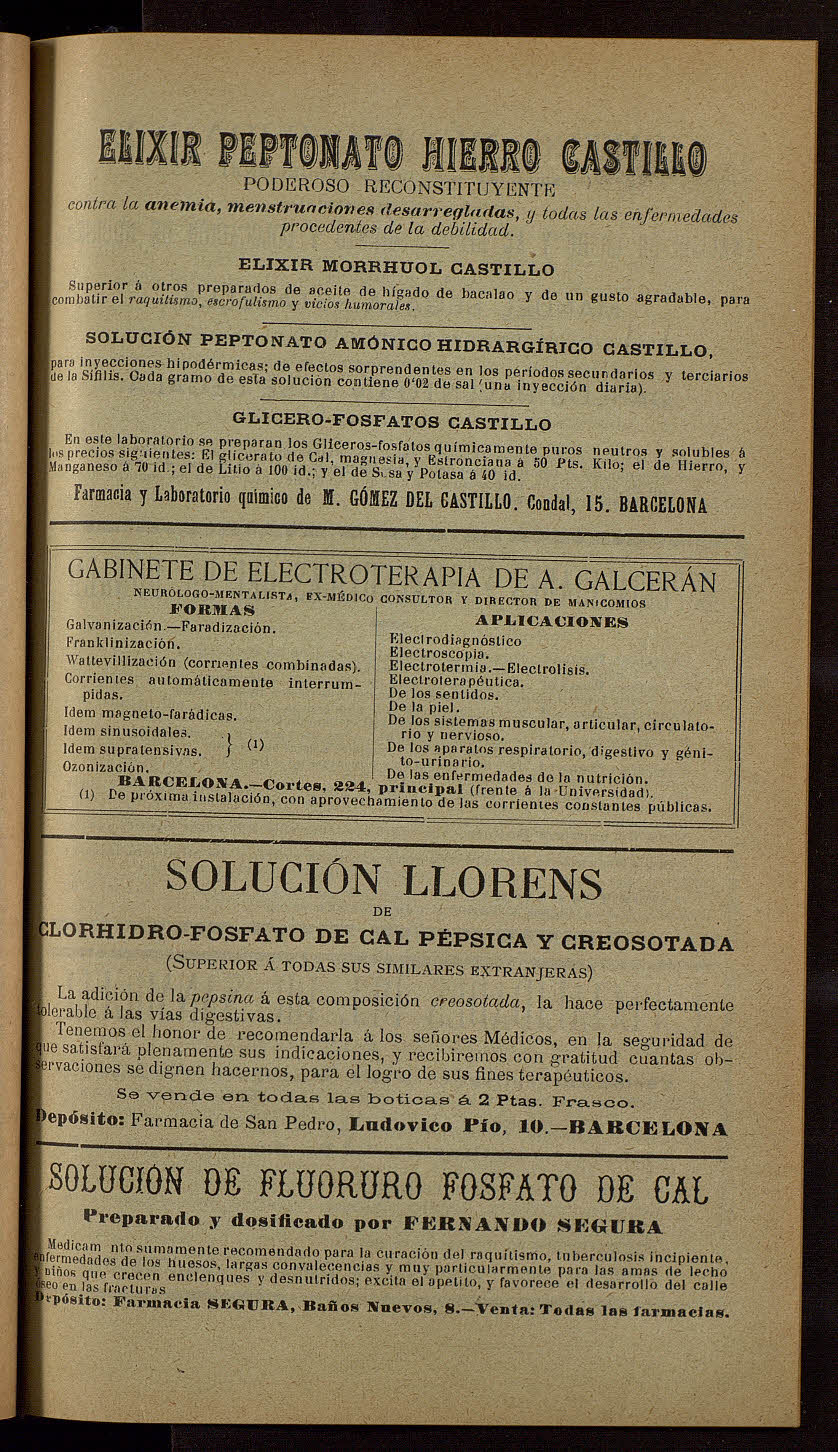 ELIXIR PEPTONATO HIERRO CASTILLO
PODEROSO RECONSTITUYENTE
contra la anemia, menstruaciones desarregladas, y todas las enfermedades
procedentes de la debilidad.
ELIXIR MORRHUOL CASTILLO
Superior á otros preparados de aceite de hígado de bacalao y de un gusto agradable, para
combatir el raquitismo, escrofulismo y vicios humorales.
SOLUCIÓN PEPTONATO AMÓNICO HIDRARGÍRICO CASTILLO,
para inyecciones hipodérmicas; de efectos sorprendentes en los períodos secundarios y terciarios
de la Sífilis. Cada gramo de esta solución contiene 0'02 de sal (una inyección diaria).
GLICERO-FOSFATOS CASTILLO
En este laboratorio se preparan los Gliceros-fosfatos químicamente puros neutros y solubles á
los precios siguientes: El glicerato de Cal, magnesia, y Estronciana á 50 Pts. Kilo; el de Hierro, y
Manganeso á 70 id.; el de Litio á 100 id.; y el de Sosa y Potasa á 40 id.
Farmacia y Laboratorio químico de M. GÓMEZ DEL CASTILLO. Condal, 15. BARCELONA
GABINETE DE ELECTROTERAPIA DE A. GALCERÁN
NEURÓLOGO-MENTALISTA, EX-MÉDICO CONSULTOR Y DIRECTOR DE MANICOMIOS
FORMAS
Galvanización.—Faradización.
Franklinización.
Wattevillización (corrientes combinadas).
Corrientes automáticamente interrum-
pidas.
Idem magneto-farádicas.
Idem sinusoidales.
Idem supratensivas. } (1)
Ozonización.
APLICACIONES
Electrodiagnóstico
Electroscopia.
Electrotermia.—Electrolisis.
Electroterapéutica.
De los sentidos.
De la piel.
De los sistemas muscular, articular, circulato-
rio y nervioso.
De los aparatos respiratorio, digestivo y géni-
to-urinario.
De las enfermedades de la nutrición.
BARCELONA.—Cortes, 224, principal (frente á la Universidad).
(1) De próxima instalación, con aprovechamiento de las corrientes constantes públicas.
SOLUCIÓN LLORENS
DE
CLORHIDRO-FOSFATO DE CAL PÉPSICA Y CREOSOTADA
(SUPERIOR Á TODAS SUS SIMILARES EXTRANJERAS)
La adición de la pepsina á esta composición creosotada, la hace perfectamente
tolerable á las vías digestivas.
Tenemos el honor de recomendarla á los señores Médicos, en la seguridad de
que satisfará plenamente sus indicaciones, y recibiremos con gratitud cuantas ob-
servaciones se dignen hacernos, para el logro de sus fines terapéuticos.
Se vende en todas las boticas á 2 Ptas. Frasco.
Depósito: Farmacia de San Pedro, Ludovico Pío, 10.—BARCELONA
SOLUCIÓN DE FLUORURO FOSFATO DE CAL
Preparado y dosificado por FERNANDO SEGURA
Medicam nto sumamente recomendado para la curación del raquítismo, tuberculosis incipiente,
enfermedades de los huesos, largas convalecencias y muy particularmente para las amas de lecho
y niños que crecen enclenques y desnutridos; excita el apetito, y favorece el desarrollo del calle
óseo en las fracturas
Depósito: Farmacia SEGURA, Baños Nuevos, 8.—Venta: Todas las farmacias.